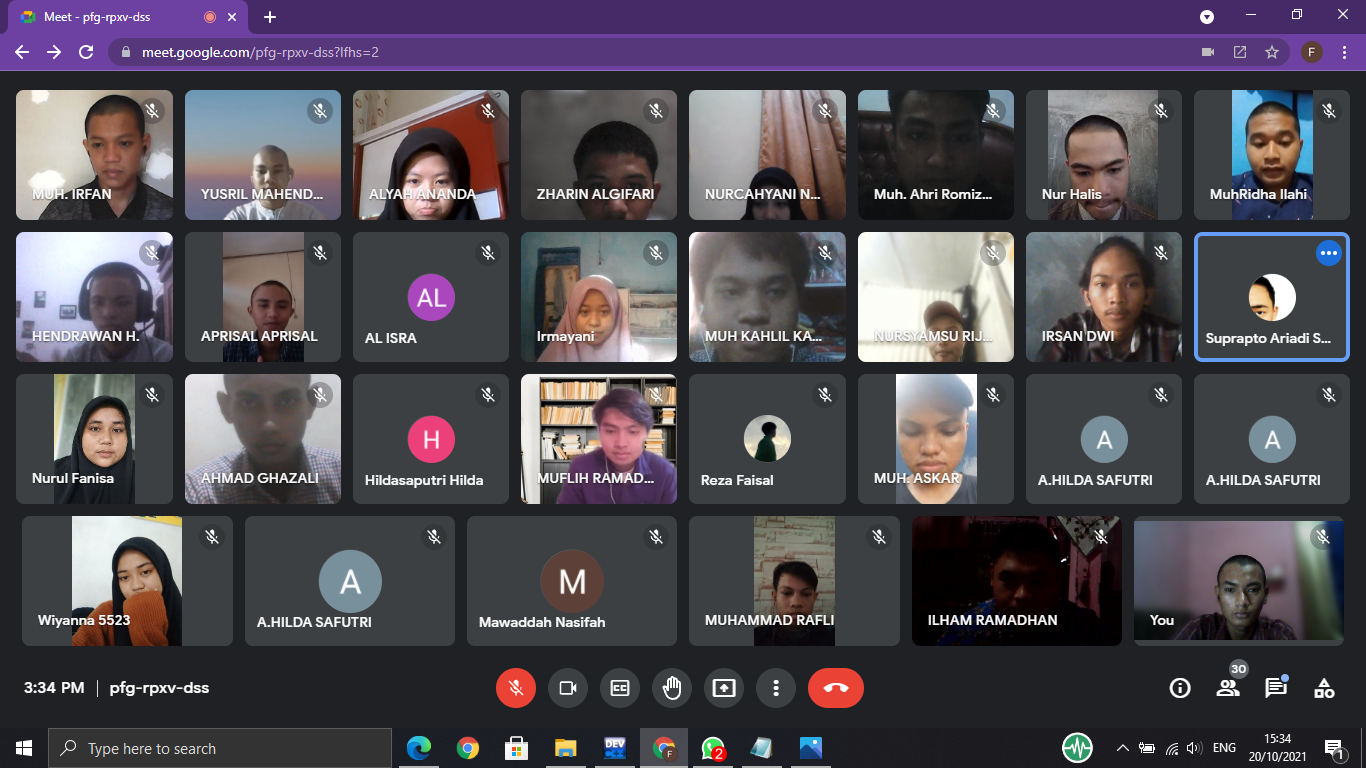 Meet - pfg-rpxv-dss
meet.google.com/pfg-rpxv-dss?lfhs=2
F
MUH. IRFAN
YUSRIL MAHEND...
ALYAH ANANDA
ZHARIN ALGIFARI
NURCAHYANI N...
Muh. Ahri Romiz...
Nur Halis
MuhRidha Ilahi
HENDRAWAN H.
APRISAL APRISAL
AL
AL ISRA
Irmayani
MUH KAHLIL KA...
NURSYAMSU RIJ...
IRSAN DWI
Suprapto Ariadi S...
Nurul Fanisa
AHMAD GHAZALI
H
Hildasaputri Hilda
MUFLIH RAMAD...
Reza Faisal
MUH. ASKAR
A
A.HILDA SAFUTRI
A
A.HILDA SAFUTRI
Wiyanna 5523
A
A.HILDA SAFUTRI
M
Mawaddah Nasifah
MUHAMMAD RAFLI
ILHAM RAMADHAN
You
3:34 PM | pfg-rpxv-dss
CC
30
Type here to search
DEV
F
2
ENG
15:34
20/10/2021
1